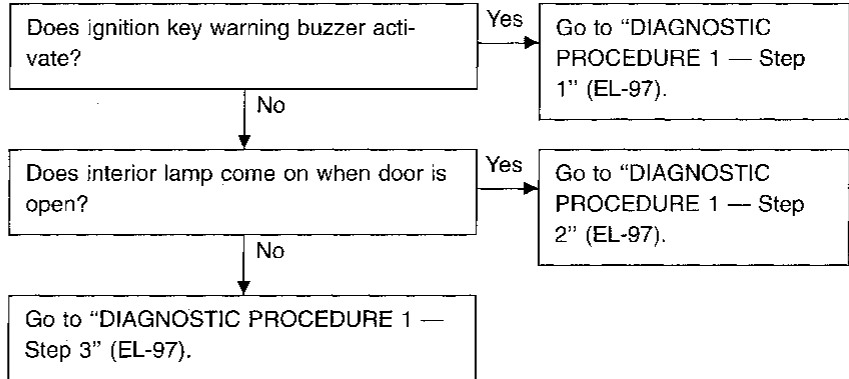 Does ignition key warning buzzer acti-
vate?
Yes
Go to “DIAGNOSTIC
PROCEDURE 1 — Step
1” (EL-97).
No
Does interior lamp come on when door is
open?
Yes
Go to “DIAGNOSTIC
PROCEDURE 1 — Step
2” (EL-97).
No
Go to “DIAGNOSTIC PROCEDURE 1 —
Step 3” (EL-97).